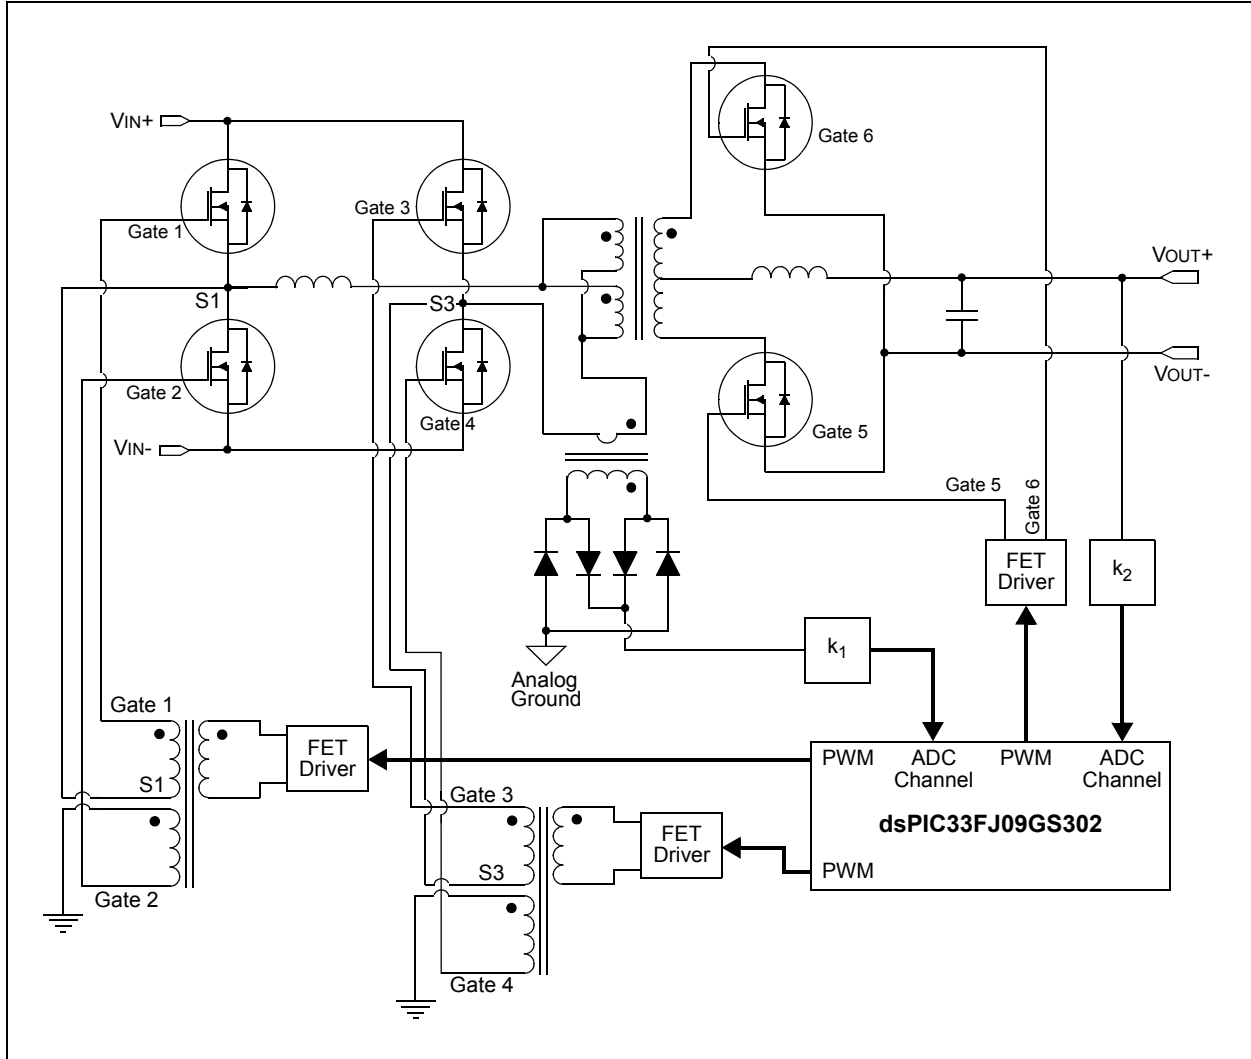 Gate 6
VIN+
Gate 3
Gate 1
VOUT+
S1
S3
VOUT-
Gate 2
Gate 4
Gate 5
VIN-
Gate 5
Gate 6
FET
Driver
k2
k1
Analog
Ground
Gate 1
FET
Driver
S1
PWM
ADC
Channel
PWM
ADC
Channel
Gate 3
dsPIC33FJ09GS302
FET
Driver
S3
PWM
Gate 2
Gate 4